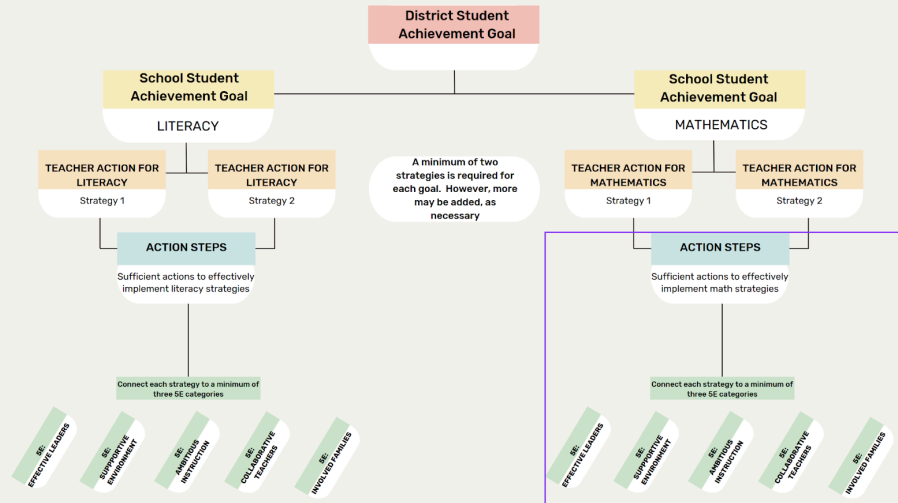 District Student
Achievement Goal
School Student
Achievement Goal
LITERACY
School Student
Achievement Goal
MATHEMATICS
TEACHER ACTION FOR
LITERACY
Strategy 1
TEACHER ACTION FOR
LITERACY
Strategy 2
A minimum of two
strategies is required for
each goal. However, more
may be added, as
necessary
TEACHER ACTION FOR
MATHEMATICS
Strategy 1
TEACHER ACTION FOR
MATHEMATICS
Strategy 2
ACTION STEPS
Sufficient actions to effectively
implement literacy strategies
ACTION STEPS
Sufficient actions to effectively
implement math strategies
Connect each strategy to a minimum of
three 5E categories
Connect each strategy to a minimum of
three 5E categories
5E:
EFFECTIVE LEADERS
5E:
SUPPPORTIVE
ENVIRONMENT
5E:
AMBITIOUS
INSTRUCTION
5E:
COLLABORATIVE
TEACHERS
5E:
INVOLVED FAMILIES
5E:
EFFECTIVE LEADERS
5E:
SUPPPORTIVE
ENVIRONMENT
5E:
AMBITIOUS
INSTRUCTION
5E:
COLLABORATIVE
TEACHERS
5E:
INVOLVED FAMILIES